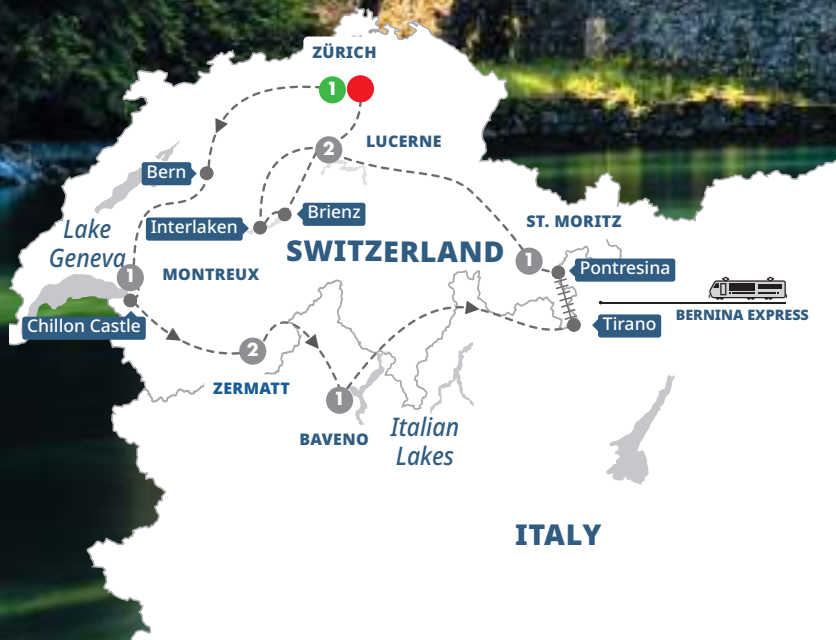 ZÜRICH
1
2
LUCERNE
Bern
Brienz
Interlaken
Lake
Geneva
ST. MORITZ
SWITZERLAND
1
1
MONTREUX
Pontresina
BERNINA EXPRESS
Chillon Castle
Tirano
2
ZERMATT
1
BAVENO
Italian
Lakes
ITALY